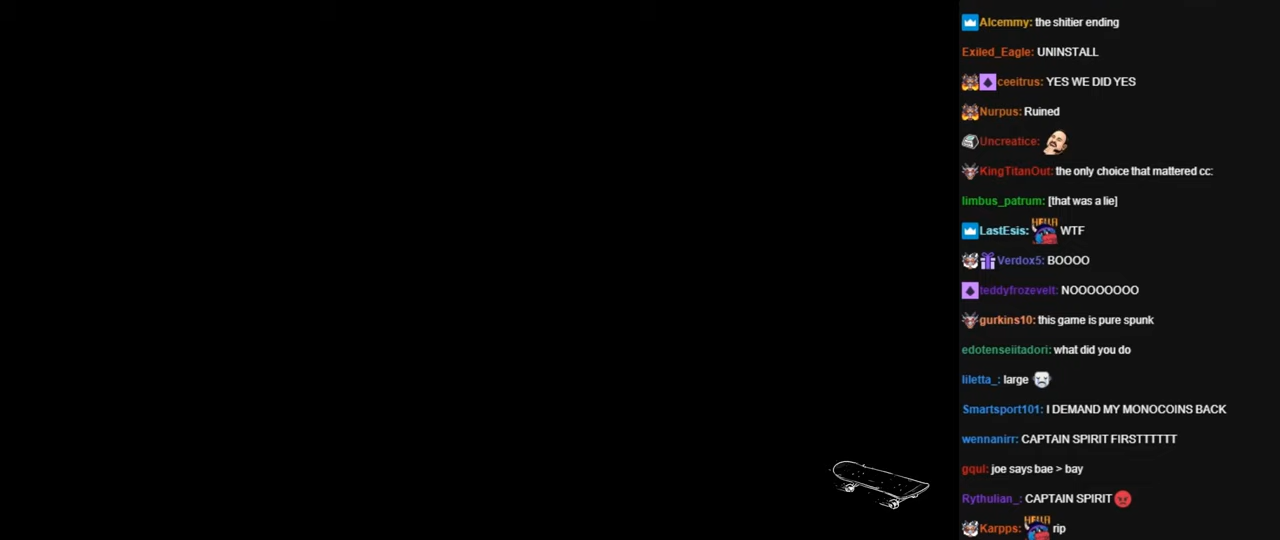 Alcemmy: the shitier ending
Exiled_Eagle: UNINSTALL
ceeitrus: YES WE DID YES
Nurpus: Ruined
Uncreatice:
KingTitanOut: the only choice that mattered cc:
limbus_patrum: [that was a lie]
LastEsis: HELLA WTF
Verdox5: BOOOO
teddyfrozevelt: NOOOOOOOO
gurkins10: this game is pure spunk
edotenseiitadori: what did you do
liletta_: large
Smartsport101: I DEMAND MY MONOCOINS BACK
wennanirr: CAPTAIN SPIRIT FIRSTTTTTT
gqul: joe says bae > bay
Rythulian_: CAPTAIN SPIRIT
Karpps: HELLA rip